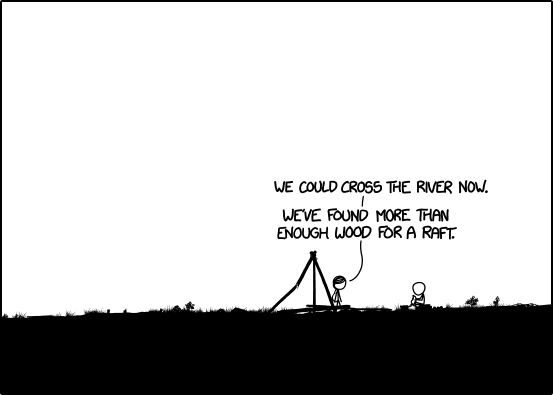 WE COULD CROSS THE RIVER NOW.
WE'VE FOUND MORE THAN
ENOUGH WOOD FOR A RAFT.